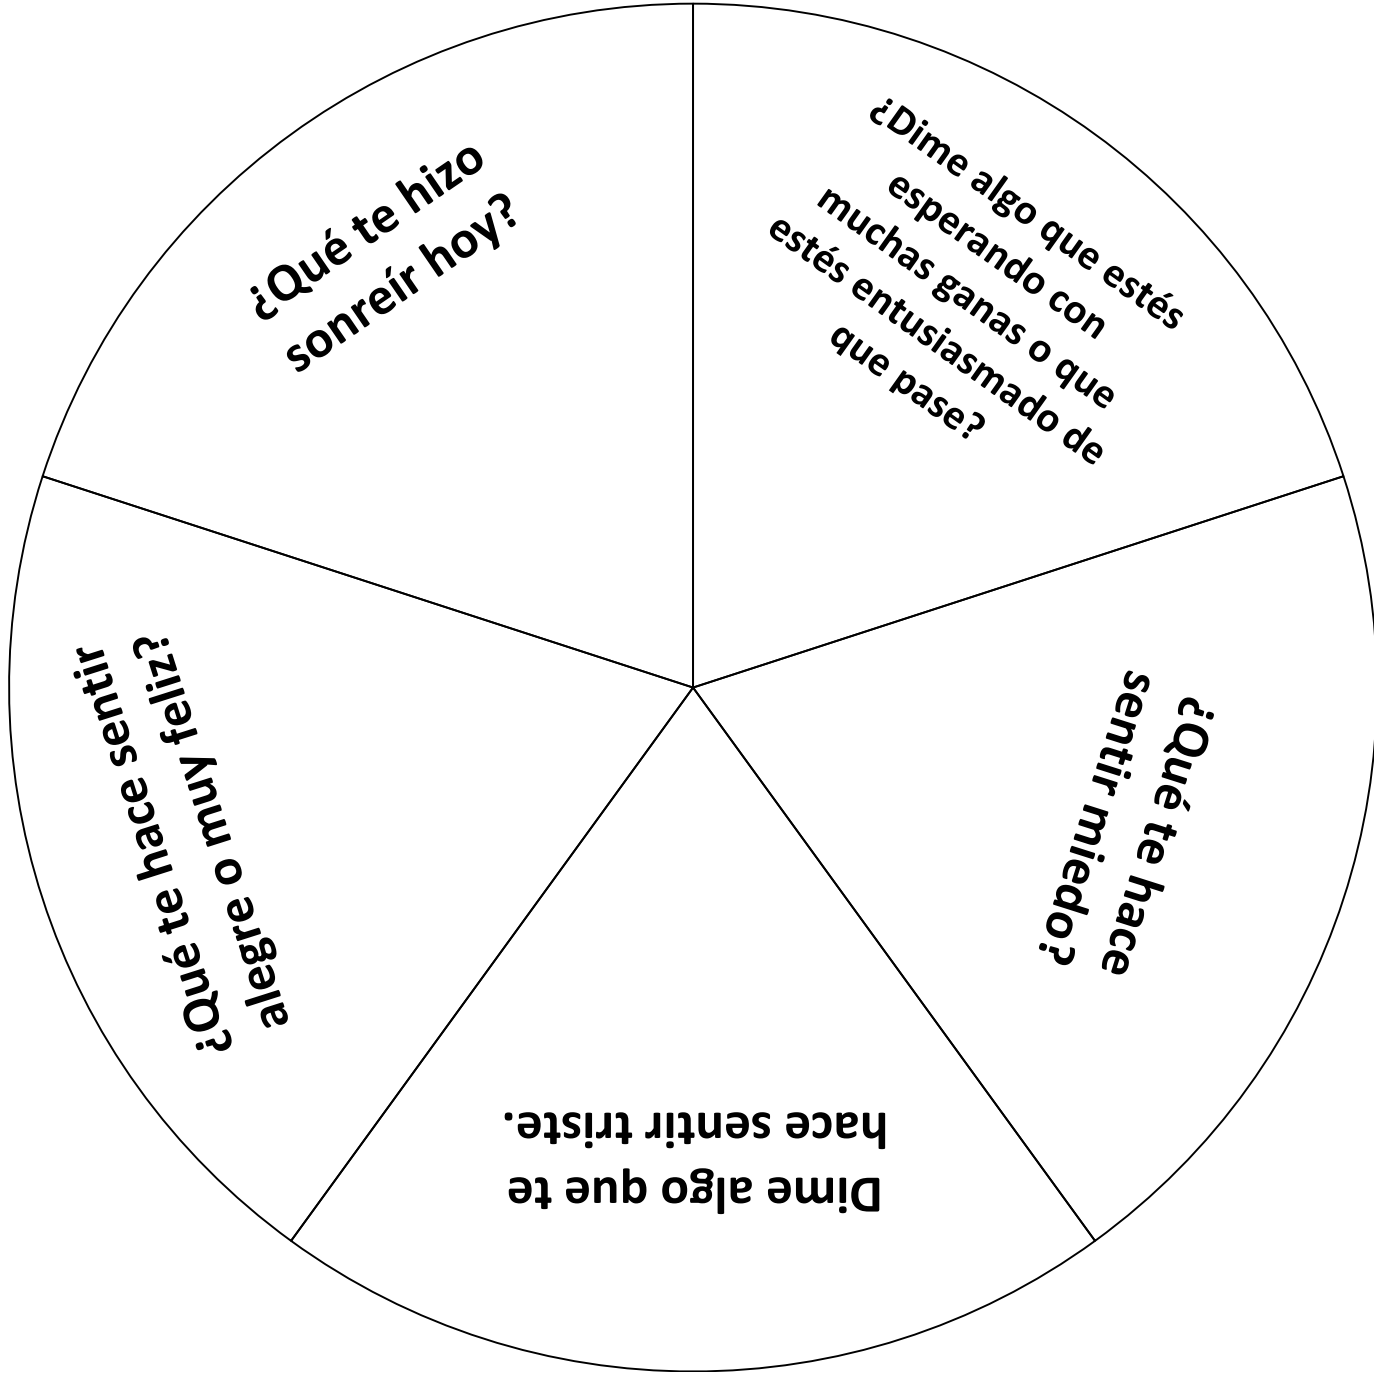 ¿Qué te hizo
sonreír hoy?
¿Dime algo que estés
esperando con
muchas ganas o que
estés entusiasmado de
que pase?
¿Qué te hace
sentir miedo?
Dime algo que te
hace sentir triste.
¿Qué te hace sentir
alegre o muy feliz?